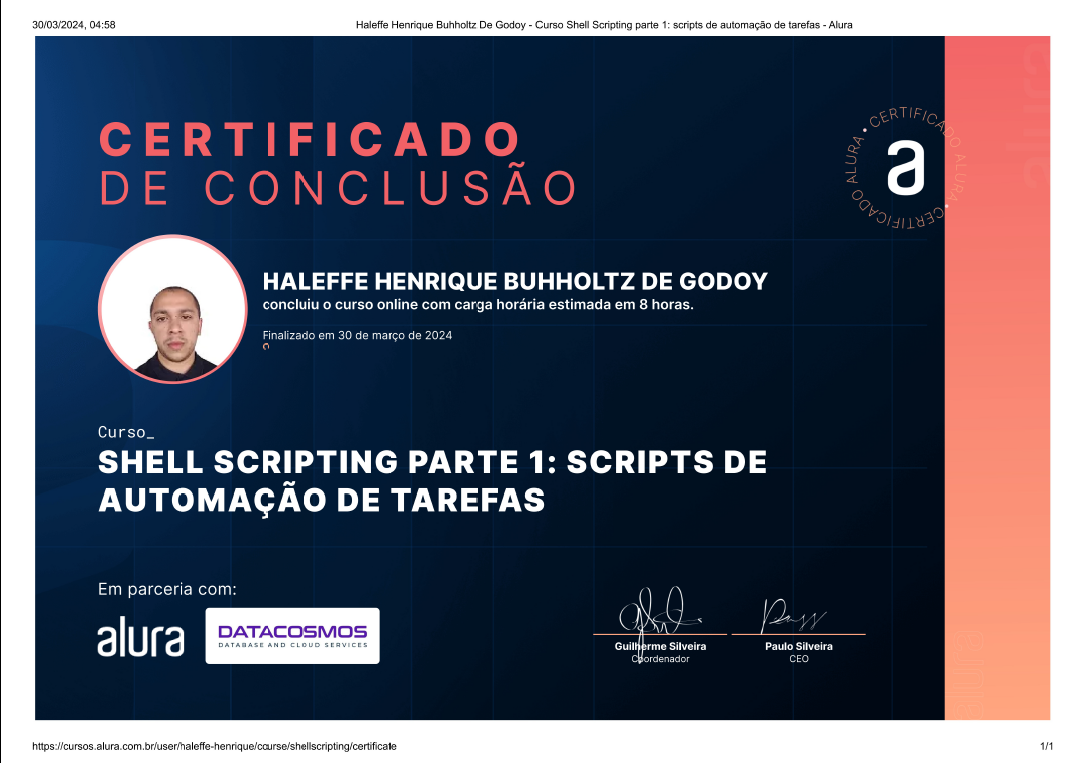 30/03/2024, 04:58
Haleffe Henrique Buhholtz De Godoy - Curso Shell Scripting parte 1: scripts de automação de tarefas - Alura
CERTIFICADO
DE CONCLUSÃO
CERTIFICADO ALURA • CERTIFICADO ALURA •
a
alura
HALEFFE HENRIQUE BUHHOLTZ DE GODOY
concluiu o curso online com carga horária estimada em 8 horas.
Finalizado em 30 de março de 2024
Curso_
SHELL SCRIPTING PARTE 1: SCRIPTS DE
AUTOMAÇÃO DE TAREFAS
Em parceria com:
alura
DATACOSMOS
DATABASE AND CLOUD SERVICES
Guilherme Silveira
Coordenador
Paulo Silveira
CEO
alura
https://cursos.alura.com.br/user/haleffe-henrique/course/shellscripting/certificate
1/1